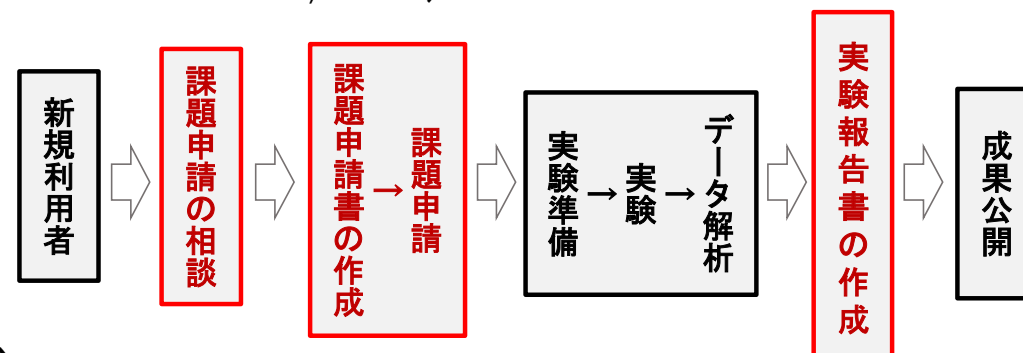 新規利用者
課題申請の相談
課題申請書の作成
→
課題申請
実験準備
→
実験
→
データ解析
実験報告書の作成
成果公開